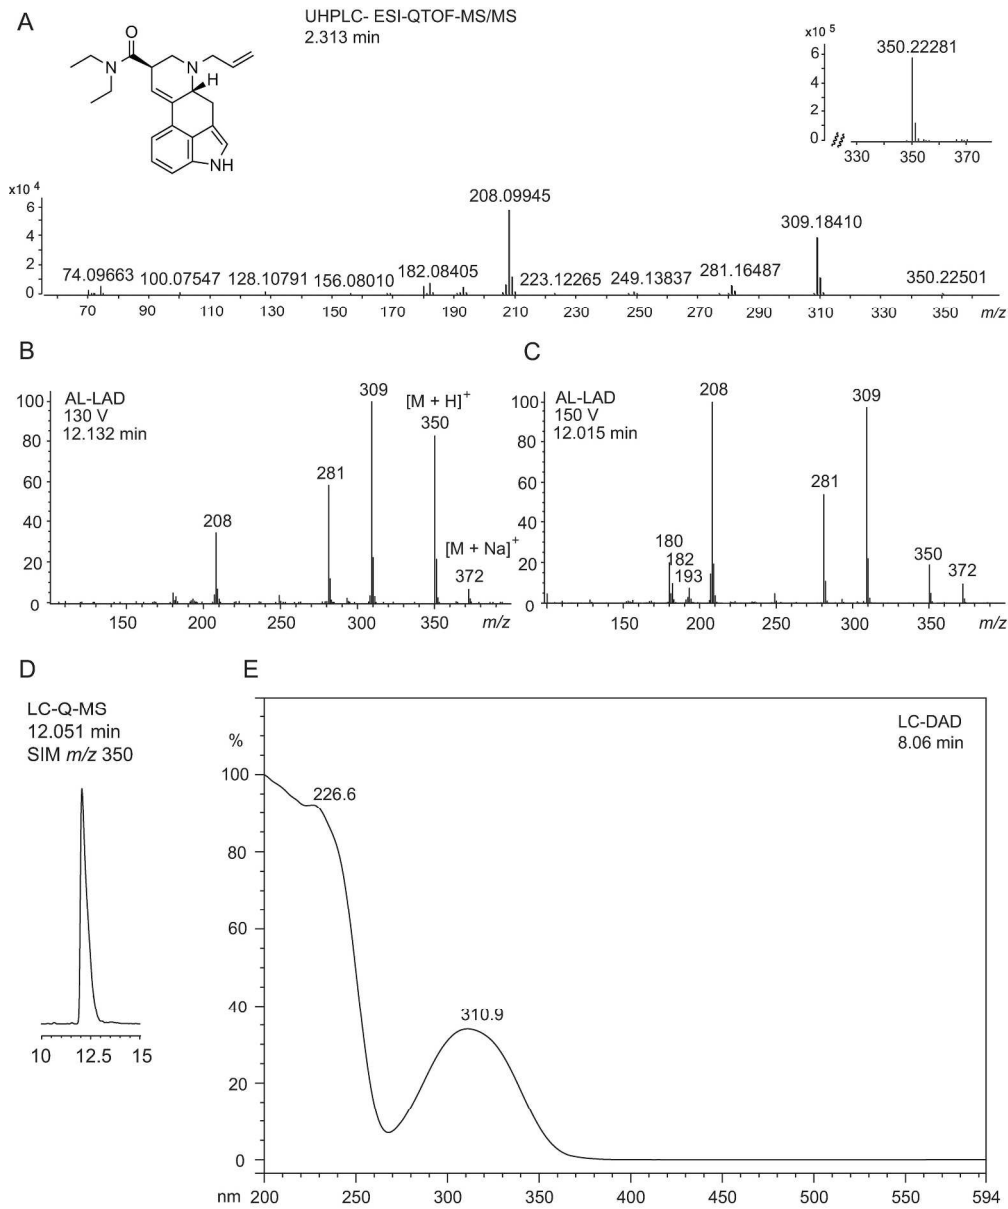 A
UHPLC- ESI-QTOF-MS/MS
2.313 min
O
N
N
H
NH
x10 5
6
4
2
0
350.22281
330 350 370
x10 4
6
4
2
0
74.09663 100.07547 128.10791 156.08010 182.08405 208.09945 223.12265 249.13837 281.16487 309.18410 350.22501
70 90 110 130 150 170 190 210 230 250 270 290 310 330 350 m/z
B
AL-LAD
130 V
12.132 min
100
80
60
40
20
0
208
281
309
[M + H]+
350
[M + Na]+
372
150 200 250 300 350 m/z
C
AL-LAD
150 V
12.015 min
100
80
60
40
20
0
180
182
193
208
281
309
350
372
150 200 250 300 350 m/z
D
LC-Q-MS
12.051 min
SIM m/z 350
10 12.5 15
E
LC-DAD
8.06 min
%
100
80
60
40
20
0
226.6
310.9
nm 200 250 300 350 400 450 500 550 594